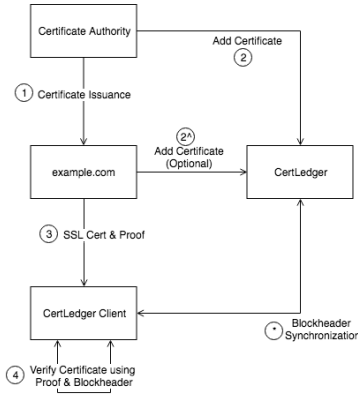 Certificate Authority
Add Certificate
2
1 Certificate Issuance
2^
Add Certificate
(Optional)
example.com
CertLedger
3 SSL Cert & Proof
CertLedger Client
* Blockheader
Synchronization
4 Verify Certificate using
Proof & Blockheader